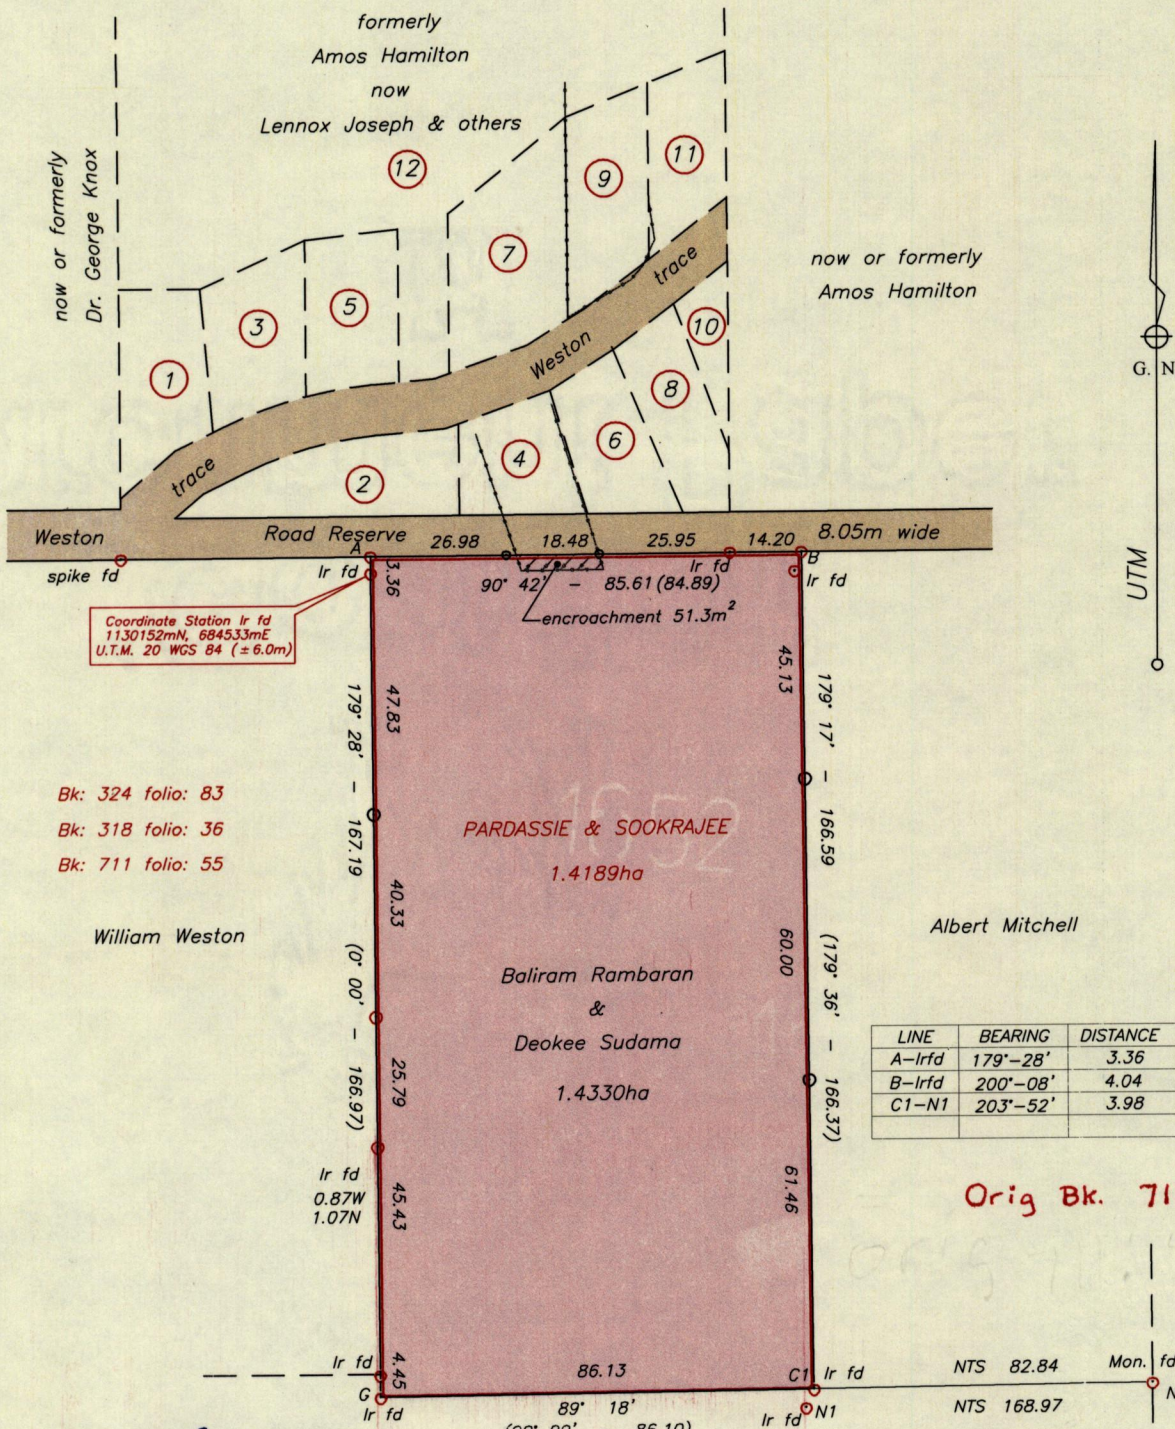 formerly
Amos Hamilton
now
Lennox Joseph & others
now or formerly
Dr. George Knox
12
11
9
7
5
3
1
now or formerly
Amos Hamilton
10
8
6
4
2
trace
Weston
trace
G. N
UTM
Weston
Road Reserve
8.05m wide
A
26.98
18.48
25.95
14.20
B
spike fd
Ir fd
3.36
90° 42' - 85.61 (84.89)
Ir fd
Ir fd
encroachment 51.3m²
Coordinate Station Ir fd
1130152mN, 684533mE
U.T.M. 20 WGS 84 (±6.0m)
179° 28' - 167.19 (0° 00' - 166.97)
47.83
40.33
25.79
45.43
4.45
45.13
60.00
61.46
179° 17' - 166.59 (179° 36' - 166.37)
Bk: 324 folio: 83
Bk: 318 folio: 36
Bk: 711 folio: 55
1652
PARDASSIE & SOOKRAJEE
1.4189ha
William Weston
Albert Mitchell
Baliram Rambaran
&
Deokee Sudama
1.4330ha
LINE BEARING DISTANCE
A-Irfd 179°-28' 3.36
B-Irfd 200°-08' 4.04
C1-N1 203°-52' 3.98
Ir fd
0.87W
1.07N
Orig Bk. 71
Ir fd
86.13
C1 Ir fd
NTS 82.84
Mon. fd
G
Ir fd
89° 18'
Ir fd N1
NTS 168.97
N
86.10)